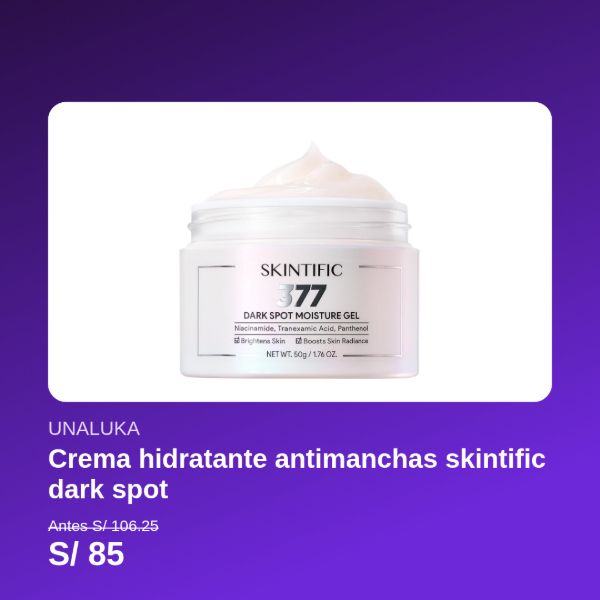 SKINTIFIC
377
DARK SPOT MOISTURE GEL
Niacinamide, Tranexamic Acid, Panthenol
Brightens Skin Boosts Skin Radiance
NET WT. 50g / 1.76 OZ.
UNALUKA
Crema hidratante antimanchas skintific
dark spot
Antes S/ 106.25
S/ 85